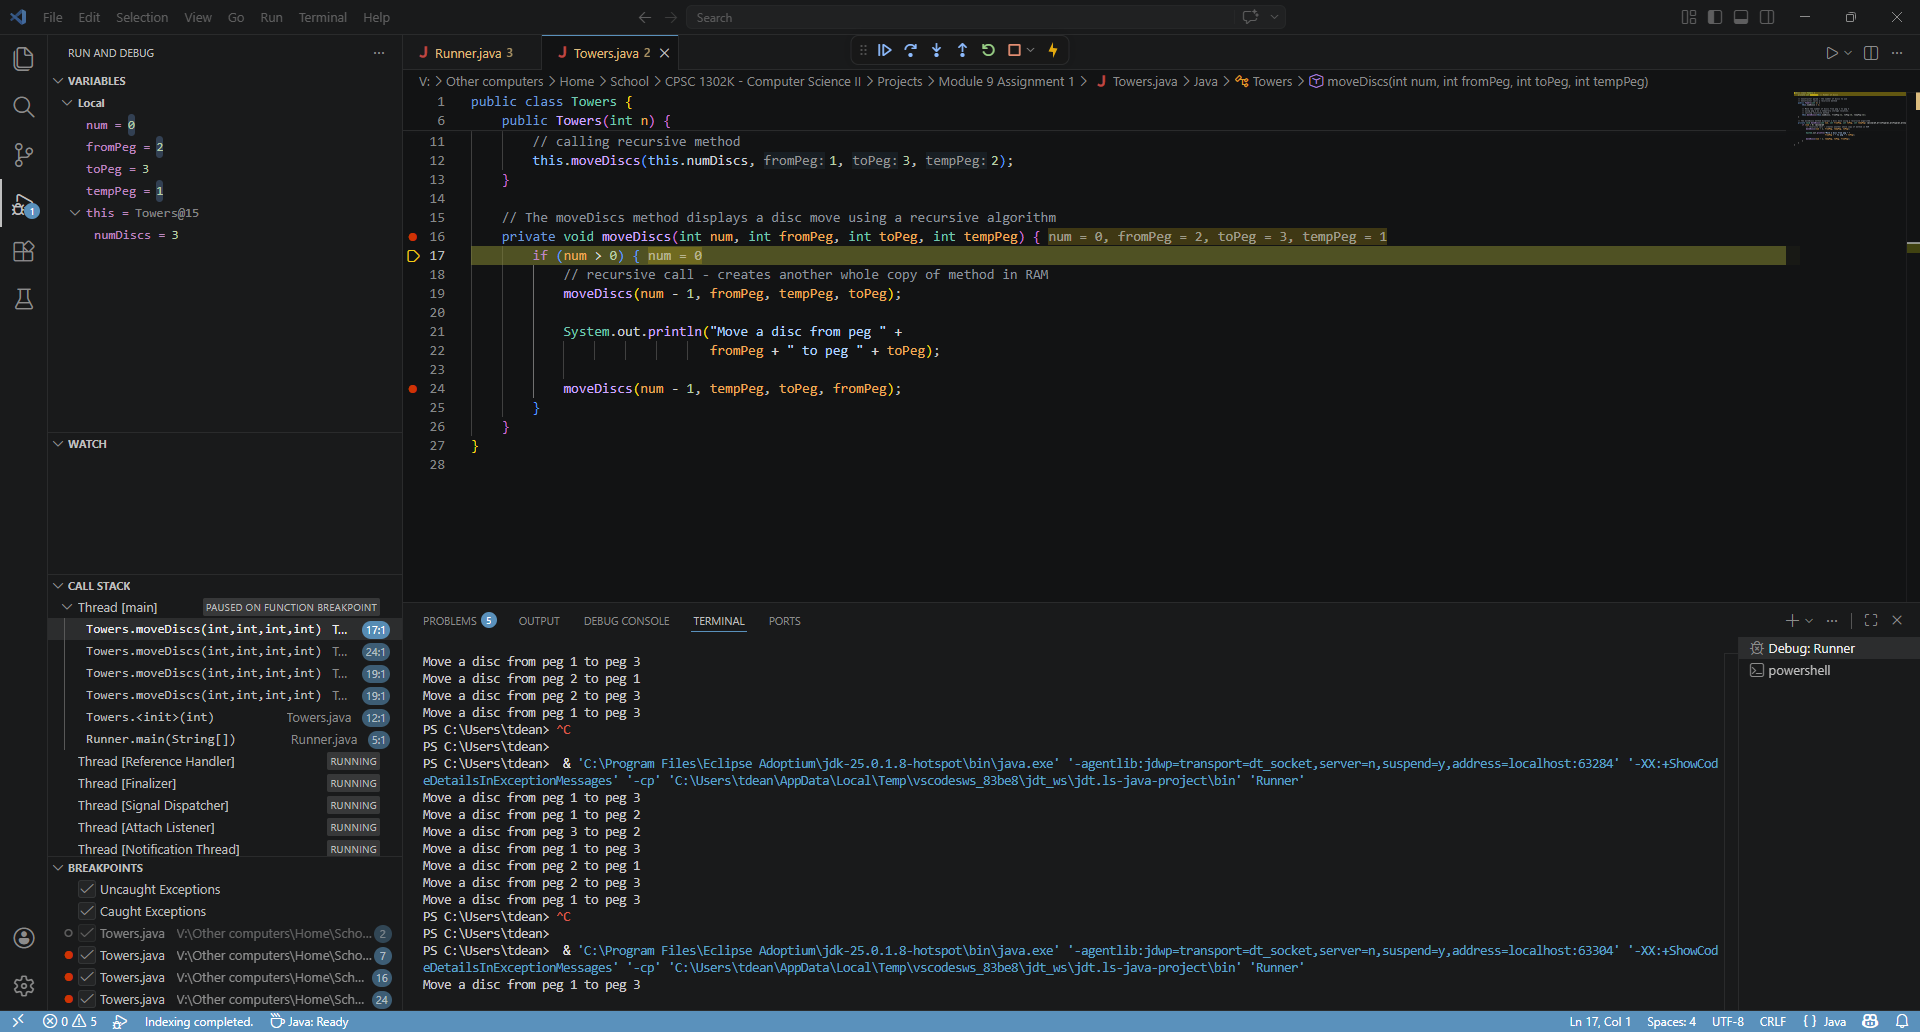 File Edit Selection View Go Run Terminal Help
Search
RUN AND DEBUG
VARIABLES
Local
num = 0
fromPeg = 2
toPeg = 3
tempPeg = 1
this = Towers@15
numDiscs = 3
WATCH
CALL STACK
Thread [main] PAUSED ON FUNCTION BREAKPOINT
Towers.moveDiscs(int,int,int,int) T... 17:1
Towers.moveDiscs(int,int,int,int) T... 24:1
Towers.moveDiscs(int,int,int,int) T... 19:1
Towers.moveDiscs(int,int,int,int) T... 19:1
Towers.<init>(int) Towers.java 12:1
Runner.main(String[]) Runner.java 5:1
Thread [Reference Handler] RUNNING
Thread [Finalizer] RUNNING
Thread [Signal Dispatcher] RUNNING
Thread [Attach Listener] RUNNING
Thread [Notification Thread] RUNNING
BREAKPOINTS
Uncaught Exceptions
Caught Exceptions
Towers.java V:\Other computers\Home\Scho... 2
Towers.java V:\Other computers\Home\Scho... 7
Towers.java V:\Other computers\Home\Sch... 16
Towers.java V:\Other computers\Home\Sch... 24
Runner.java 3
Towers.java 2
V: > Other computers > Home > School > CPSC 1302K - Computer Science II > Projects > Module 9 Assignment 1 > Towers.java > Java > Towers > moveDiscs(int num, int fromPeg, int toPeg, int tempPeg)
1 public class Towers {
6 public Towers(int n) {
11 // calling recursive method
12 this.moveDiscs(this.numDiscs, fromPeg: 1, toPeg: 3, tempPeg: 2);
13 }
14
15 // The moveDiscs method displays a disc move using a recursive algorithm
16 private void moveDiscs(int num, int fromPeg, int toPeg, int tempPeg) { num = 0, fromPeg = 2, toPeg = 3, tempPeg = 1
17 if (num > 0) { num = 0
18 // recursive call - creates another whole copy of method in RAM
19 moveDiscs(num - 1, fromPeg, tempPeg, toPeg);
20
21 System.out.println("Move a disc from peg " +
22 fromPeg + " to peg " + toPeg);
23
24 moveDiscs(num - 1, tempPeg, toPeg, fromPeg);
25 }
26 }
27 }
28
PROBLEMS 5 OUTPUT DEBUG CONSOLE TERMINAL PORTS
Move a disc from peg 1 to peg 3
Move a disc from peg 2 to peg 1
Move a disc from peg 2 to peg 3
Move a disc from peg 1 to peg 3
PS C:\Users\tdean> ^C
PS C:\Users\tdean>
PS C:\Users\tdean> & 'C:\Program Files\Eclipse Adoptium\jdk-25.0.1.8-hotspot\bin\java.exe' '-agentlib:jdwp=transport=dt_socket,server=n,suspend=y,address=localhost:63284' '-XX:+ShowCod
eDetailsInExceptionMessages' '-cp' 'C:\Users\tdean\AppData\Local\Temp\vscodesws_83be8\jdt_ws\jdt.ls-java-project\bin' 'Runner'
Move a disc from peg 1 to peg 3
Move a disc from peg 1 to peg 2
Move a disc from peg 3 to peg 2
Move a disc from peg 1 to peg 3
Move a disc from peg 2 to peg 1
Move a disc from peg 2 to peg 3
Move a disc from peg 1 to peg 3
PS C:\Users\tdean> ^C
PS C:\Users\tdean>
PS C:\Users\tdean> & 'C:\Program Files\Eclipse Adoptium\jdk-25.0.1.8-hotspot\bin\java.exe' '-agentlib:jdwp=transport=dt_socket,server=n,suspend=y,address=localhost:63304' '-XX:+ShowCod
eDetailsInExceptionMessages' '-cp' 'C:\Users\tdean\AppData\Local\Temp\vscodesws_83be8\jdt_ws\jdt.ls-java-project\bin' 'Runner'
Move a disc from peg 1 to peg 3
Debug: Runner
powershell
1
0 5 Indexing completed. Java: Ready
Ln 17, Col 1 Spaces: 4 UTF-8 CRLF { } Java